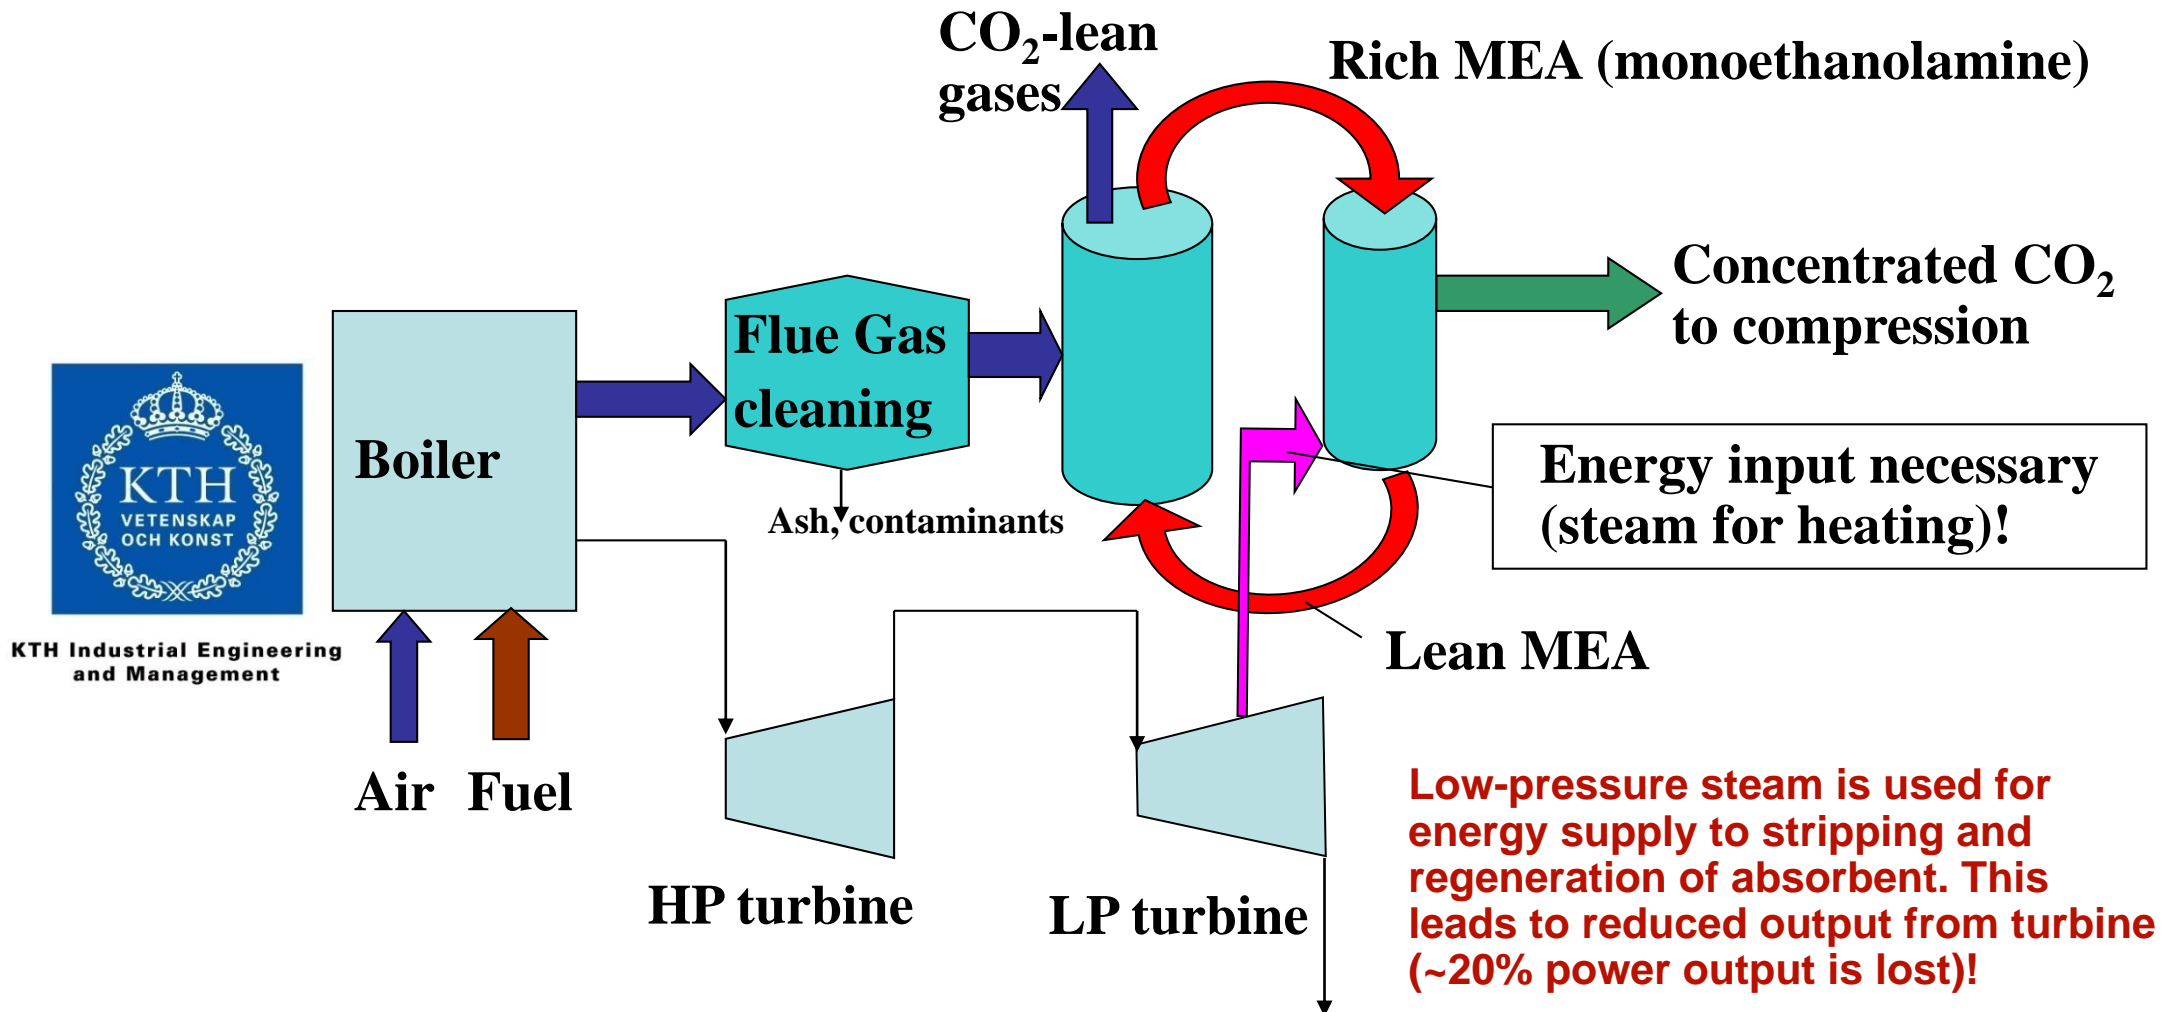 CO₂-lean
gases
Rich MEA (monoethanolamine)
Concentrated CO₂
to compression
Flue Gas
cleaning
Boiler
KTH
VETENSKAP
OCH KONST
KTH Industrial Engineering
and Management
Ash, contaminants
Energy input necessary
(steam for heating)!
Lean MEA
Air
Fuel
HP turbine
LP turbine
Low-pressure steam is used for
energy supply to stripping and
regeneration of absorbent. This
leads to reduced output from turbine
(~20% power output is lost)!